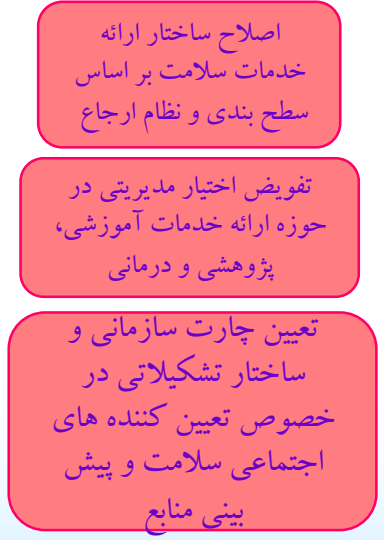 اصلاح ساختار ارائه
خدمات سلامت بر اساس
سطح بندی و نظام ارجاع
تفویض اختیار مدیریتی در
حوزه ارائه خدمات آموزشی،
پژوهشی و درمانی
تعیین چارت سازمانی و
ساختار تشکیلاتی در
خصوص تعیین کننده های
اجتماعی سلامت و پیش
بینی منابع